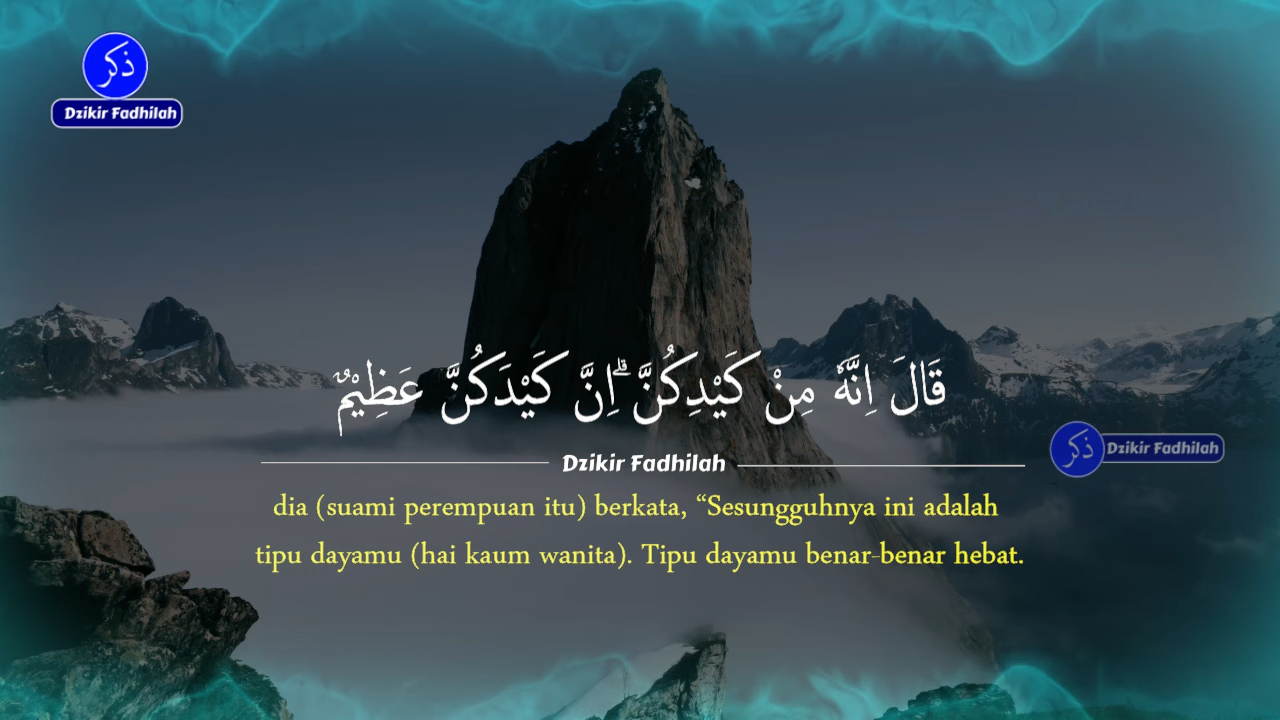 ذكر
Dzikir Fadhilah
قَالَ اِنَّهٗ مِنْ كَيْدِكُنَّ ۗاِنَّ كَيْدَكُنَّ عَظِيْمٌ
Dzikir Fadhilah
ذكر Dzikir Fadhilah
dia (suami perempuan itu) berkata, “Sesungguhnya ini adalah
tipu dayamu (hai kaum wanita). Tipu dayamu benar-benar hebat.